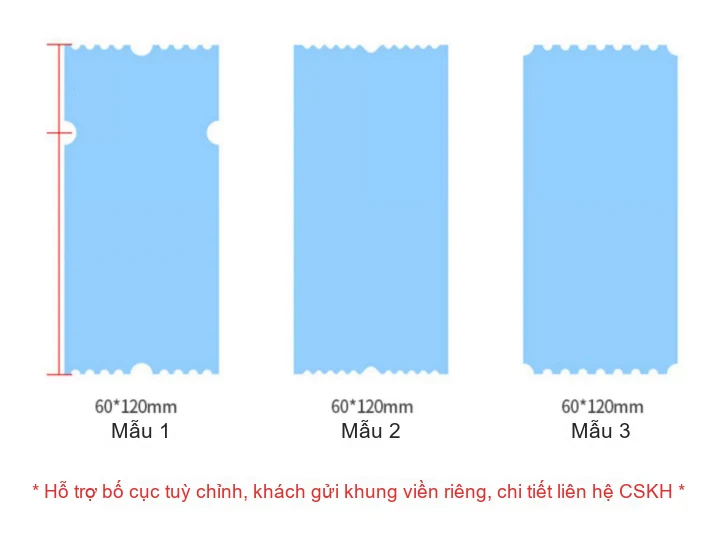 60*120mm 60*120mm 60*120mm
Mẫu 1 Mẫu 2 Mẫu 3
* Hỗ trợ bố cục tuỳ chỉnh, khách gửi khung viền riêng, chi tiết liên hệ CSKH *